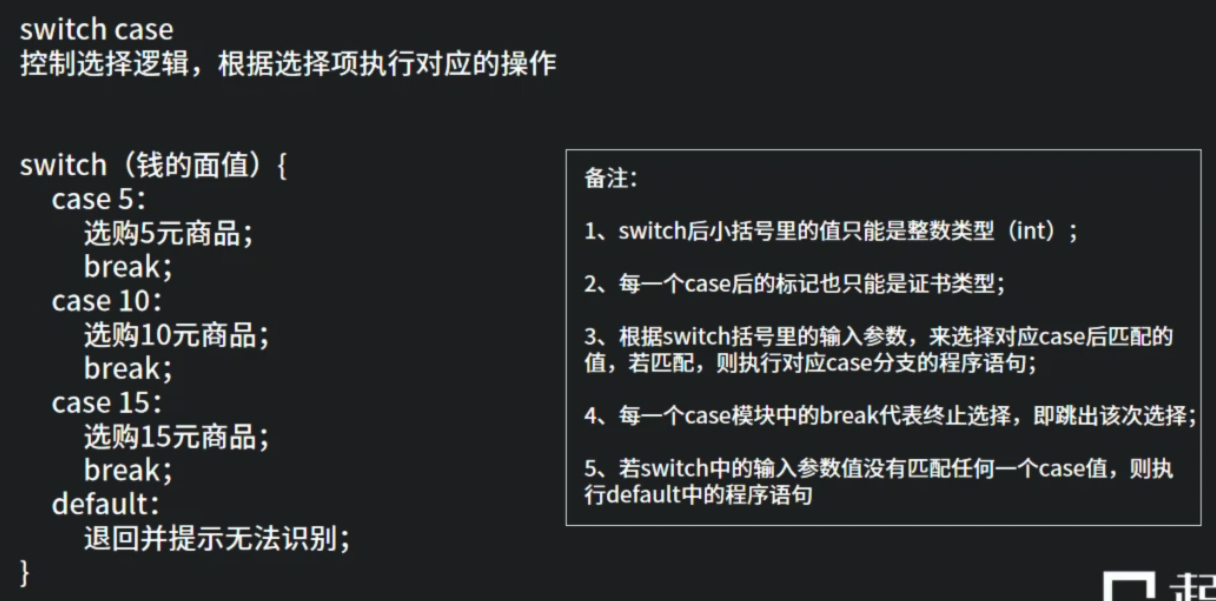 switch case
控制选择逻辑，根据选择项执行对应的操作
switch（钱的面值）{
case 5：
选购5元商品；
break；
case 10：
选购10元商品；
break；
case 15：
选购15元商品；
break；
default：
退回并提示无法识别；
}
备注：
1、switch后小括号里的值只能是整数类型（int）；
2、每一个case后的标记也只能是证书类型；
3、根据switch括号里的输入参数，来选择对应case后匹配的
值，若匹配，则执行对应case分支的程序语句；
4、每一个case模块中的break代表终止选择，即跳出该次选择；
5、若switch中的输入参数值没有匹配任何一个case值，则执
行default中的程序语句